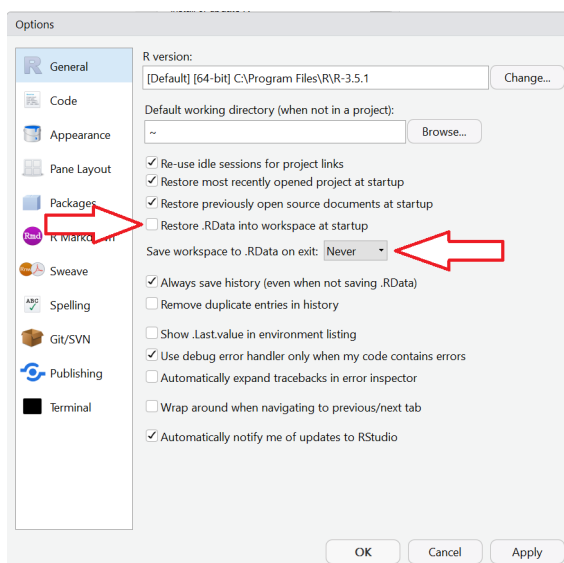 Options
General
Code
Appearance
Pane Layout
Packages
Rmd
R Markdown
Sweave
ABC
Spelling
Git/SVN
Publishing
Terminal
R version:
[Default] [64-bit] C:\Program Files\R\R-3.5.1
Change...
Default working directory (when not in a project):
~
Browse...
Re-use idle sessions for project links
Restore most recently opened project at startup
Restore previously open source documents at startup
Restore .RData into workspace at startup
Save workspace to .RData on exit: Never
Always save history (even when not saving .RData)
Remove duplicate entries in history
Show .Last.value in environment listing
Use debug error handler only when my code contains errors
Automatically expand tracebacks in error inspector
Wrap around when navigating to previous/next tab
Automatically notify me of updates to RStudio
OK
Cancel
Apply